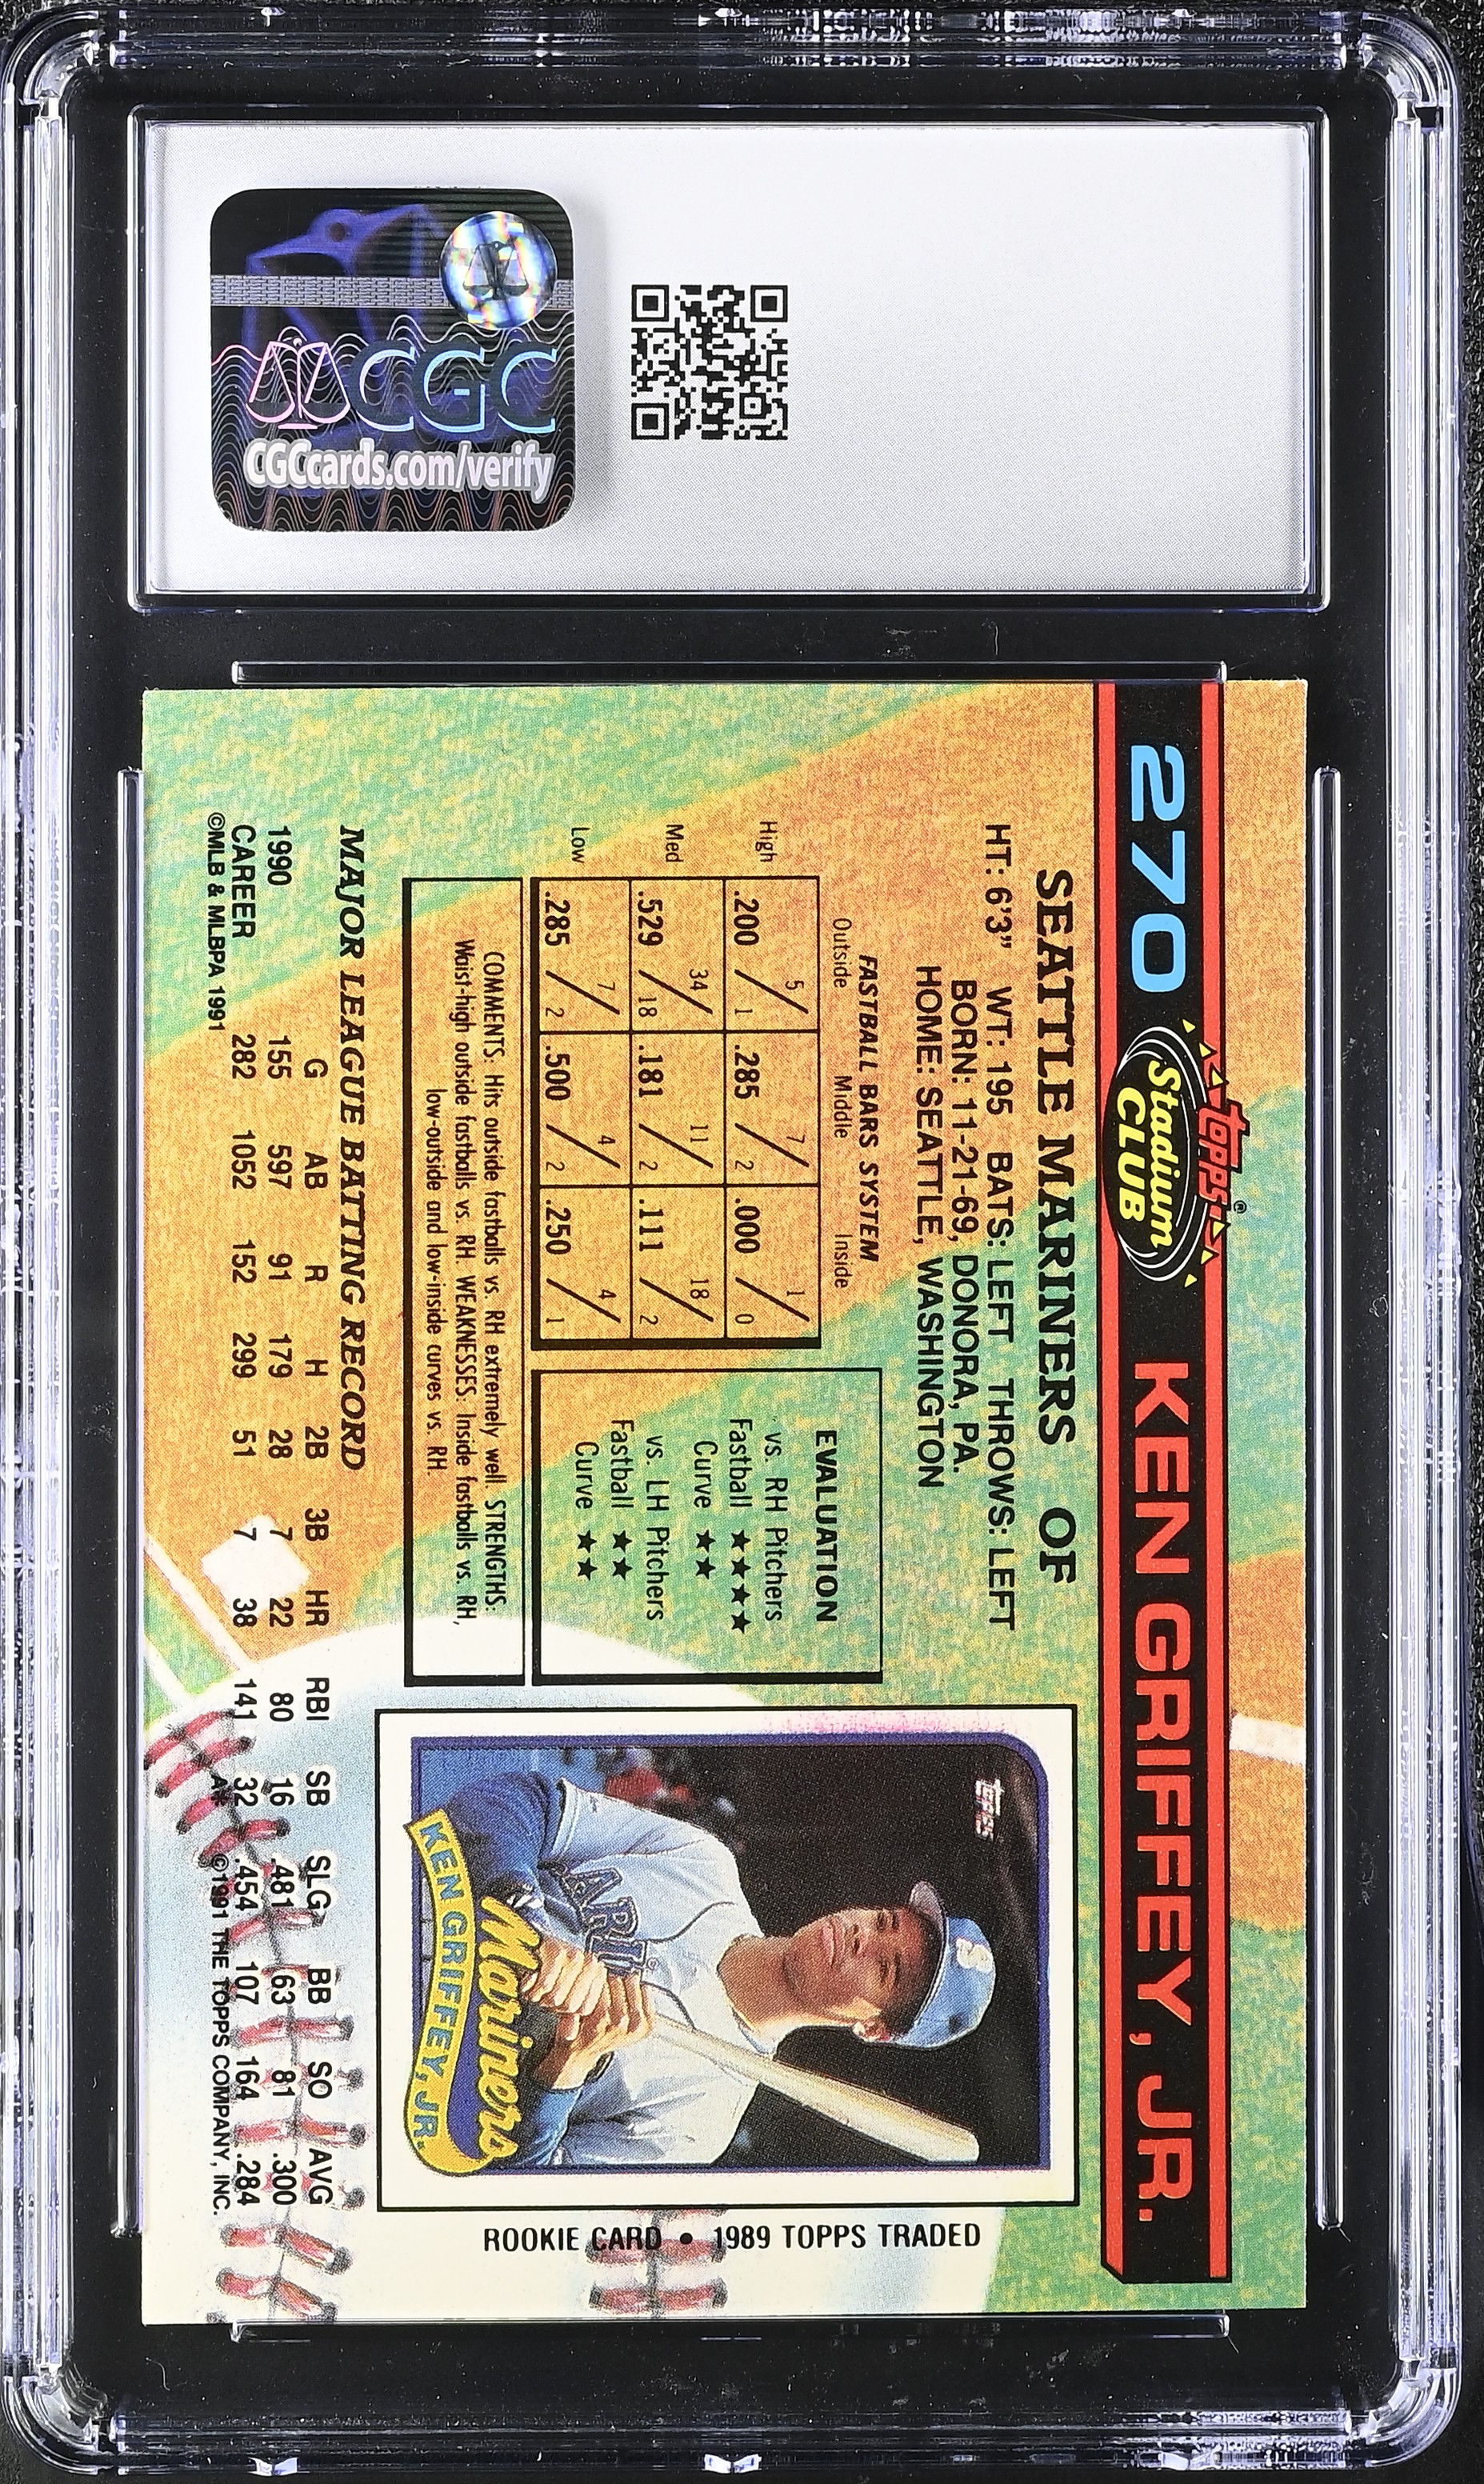 CGC
CGCcards.com/verify
270
TOPPS®
Stadium
CLUB
KEN GRIFFEY, JR.
SEATTLE MARINERS OF
HT: 6'3" WT: 195 BATS: LEFT THROWS: LEFT
BORN: 11-21-69, DONORA, PA.
HOME: SEATTLE, WASHINGTON
FASTBALL BARS SYSTEM
Outside Middle Inside
High .200 5/1 .285 7/2 .000 1/0
Med .529 34/18 .181 11/2 .111 18/2
Low .285 7/2 .500 4/2 .250 4/1
EVALUATION
vs. RH Pitchers
Fastball ★★★★
Curve ★★
vs. LH Pitchers
Fastball ★★
Curve ★★
COMMENTS: Hits outside fastballs vs. RH extremely well. STRENGTHS:
Waist-high outside fastballs vs. RH. WEAKNESSES: Inside fastballs vs. RH,
low-outside and low-inside curves vs. RH.
TOPPS
ARI
S
Mariners
KEN GRIFFEY, JR.
ROOKIE CARD • 1989 TOPPS TRADED
MAJOR LEAGUE BATTING RECORD
G AB R H 2B 3B HR RBI SB SLG BB SO AVG
1990 155 597 91 179 28 7 22 80 16 .481 63 81 .300
CAREER 282 1052 152 299 51 7 38 141 32 .454 107 164 .284
©MLB & MLBPA 1991 A* ©1991 THE TOPPS COMPANY, INC.